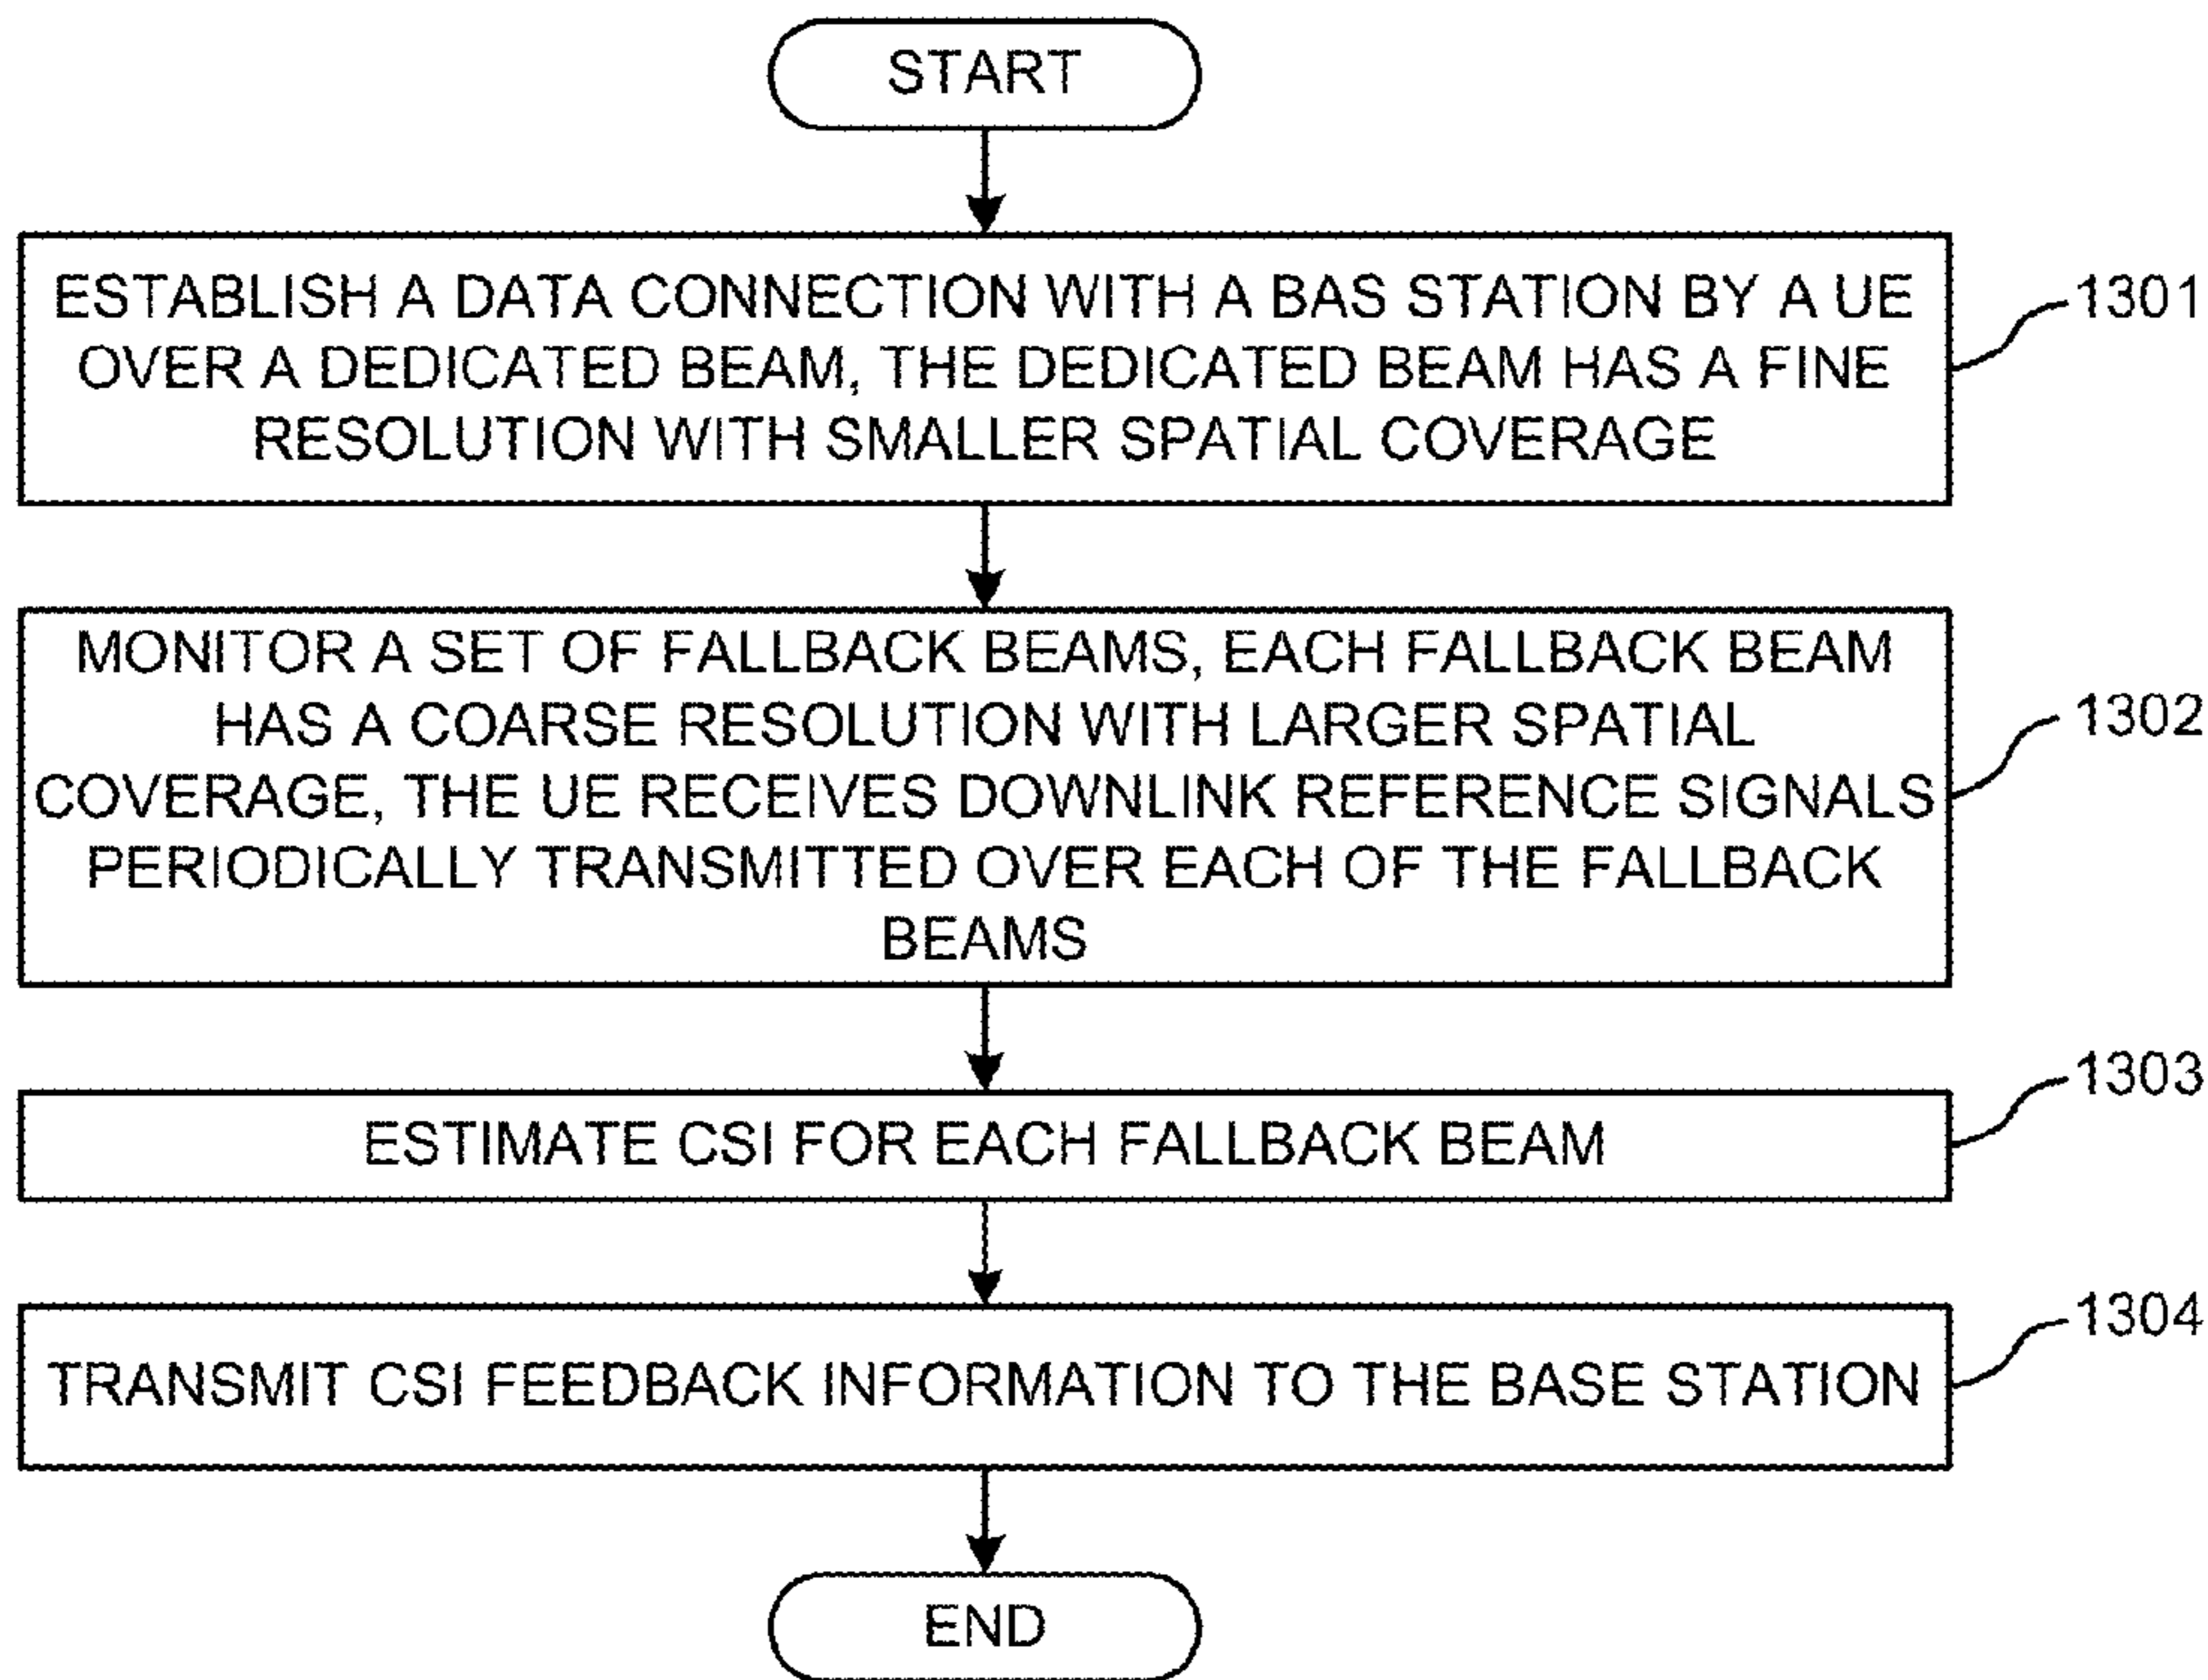 START
ESTABLISH A DATA CONNECTION WITH A BAS STATION BY A UE
OVER A DEDICATED BEAM, THE DEDICATED BEAM HAS A FINE
RESOLUTION WITH SMALLER SPATIAL COVERAGE
1301
MONITOR A SET OF FALLBACK BEAMS, EACH FALLBACK BEAM
HAS A COARSE RESOLUTION WITH LARGER SPATIAL
COVERAGE, THE UE RECEIVES DOWNLINK REFERENCE SIGNALS
PERIODICALLY TRANSMITTED OVER EACH OF THE FALLBACK
BEAMS
1302
ESTIMATE CSI FOR EACH FALLBACK BEAM
1303
TRANSMIT CSI FEEDBACK INFORMATION TO THE BASE STATION
1304
END